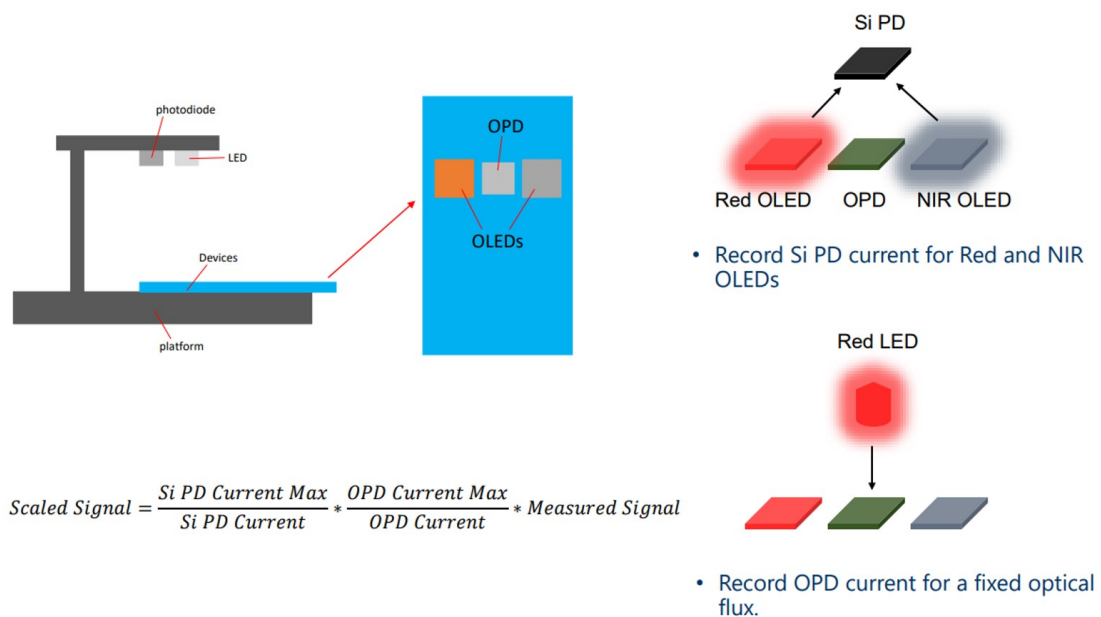 photodiode
LED
Devices
platform
OPD
OLEDs
Scaled Signal = \frac{Si PD Current Max}{Si PD Current} * \frac{OPD Current Max}{OPD Current} * Measured Signal
Si PD
Red OLED OPD NIR OLED
• Record Si PD current for Red and NIR
OLEDs
Red LED
• Record OPD current for a fixed optical
flux.